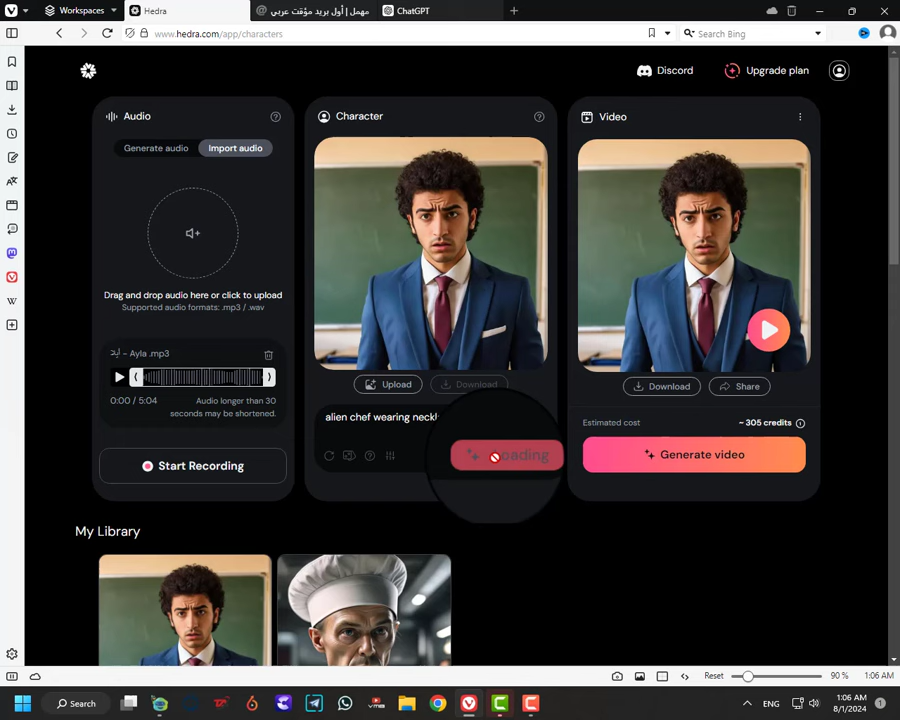 Workspaces
Hedra
مهمل | أول بريد مؤقت عربي
ChatGPT
www.hedra.com/app/characters
Search Bing
Discord
Upgrade plan
Audio
Generate audio
Import audio
Drag and drop audio here or click to upload
Supported audio formats: .mp3 / .wav
- Ayla .mp3
0:00 / 5:04
Audio longer than 30
seconds may be shortened.
Start Recording
Character
Upload
Download
alien chef wearing neckl
Video
Download
Share
Estimated cost
~ 305 credits
Generate video
My Library
Reset
90 %
1:06 AM
Search
ENG
1:06 AM
8/1/2024